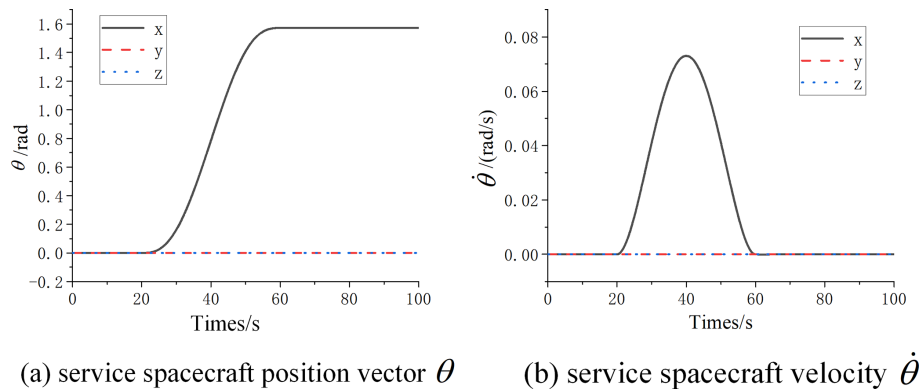 1.6
1.4
1.2
1.0
0.8
0.6
0.4
0.2
0.0
-0.2
θ /rad
x
y
z
0
20
40
60
80
100
Times/s
(a) service spacecraft position vector θ
0.08
0.06
0.04
0.02
0.00
θ̇ /(rad/s)
x
y
z
0
20
40
60
80
100
Times/s
(b) service spacecraft velocity θ̇